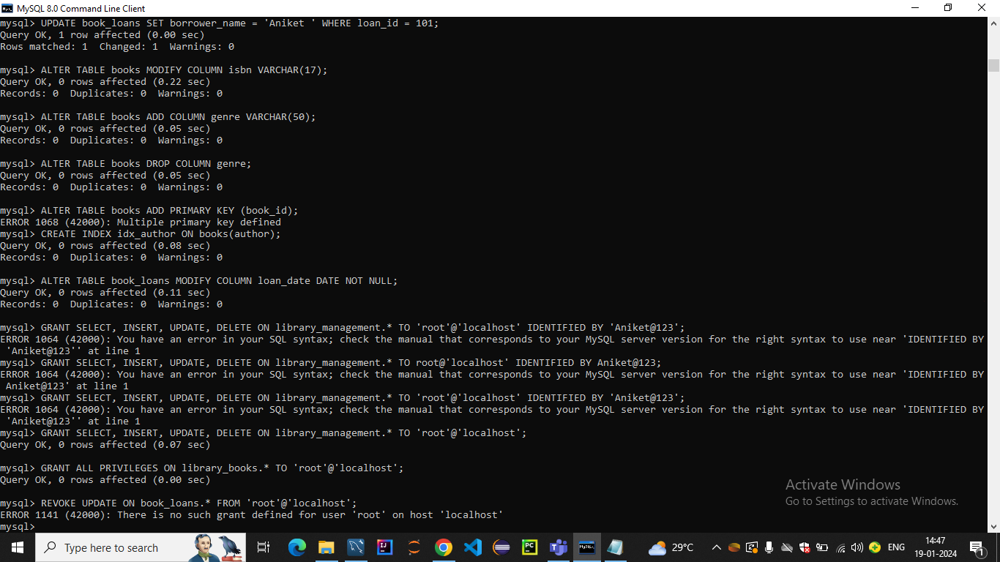 MySQL 8.0 Command Line Client
mysql> UPDATE book_loans SET borrower_name = 'Aniket ' WHERE loan_id = 101;
Query OK, 1 row affected (0.00 sec)
Rows matched: 1  Changed: 1  Warnings: 0
mysql> ALTER TABLE books MODIFY COLUMN isbn VARCHAR(17);
Query OK, 0 rows affected (0.22 sec)
Records: 0  Duplicates: 0  Warnings: 0
mysql> ALTER TABLE books ADD COLUMN genre VARCHAR(50);
Query OK, 0 rows affected (0.05 sec)
Records: 0  Duplicates: 0  Warnings: 0
mysql> ALTER TABLE books DROP COLUMN genre;
Query OK, 0 rows affected (0.05 sec)
Records: 0  Duplicates: 0  Warnings: 0
mysql> ALTER TABLE books ADD PRIMARY KEY (book_id);
ERROR 1068 (42000): Multiple primary key defined
mysql> CREATE INDEX idx_author ON books(author);
Query OK, 0 rows affected (0.08 sec)
Records: 0  Duplicates: 0  Warnings: 0
mysql> ALTER TABLE book_loans MODIFY COLUMN loan_date DATE NOT NULL;
Query OK, 0 rows affected (0.11 sec)
Records: 0  Duplicates: 0  Warnings: 0
mysql> GRANT SELECT, INSERT, UPDATE, DELETE ON library_management.* TO 'root'@'localhost' IDENTIFIED BY 'Aniket@123';
ERROR 1064 (42000): You have an error in your SQL syntax; check the manual that corresponds to your MySQL server version for the right syntax to use near 'IDENTIFIED BY
'Aniket@123'' at line 1
mysql> GRANT SELECT, INSERT, UPDATE, DELETE ON library_management.* TO root@'localhost' IDENTIFIED BY Aniket@123;
ERROR 1064 (42000): You have an error in your SQL syntax; check the manual that corresponds to your MySQL server version for the right syntax to use near 'IDENTIFIED BY
Aniket@123' at line 1
mysql> GRANT SELECT, INSERT, UPDATE, DELETE ON library_management.* TO 'root'@'localhost' IDENTIFIED BY 'Aniket@123';
ERROR 1064 (42000): You have an error in your SQL syntax; check the manual that corresponds to your MySQL server version for the right syntax to use near 'IDENTIFIED BY
'Aniket@123'' at line 1
mysql> GRANT SELECT, INSERT, UPDATE, DELETE ON library_management.* TO 'root'@'localhost';
Query OK, 0 rows affected (0.07 sec)
mysql> GRANT ALL PRIVILEGES ON library_books.* TO 'root'@'localhost';
Query OK, 0 rows affected (0.00 sec)
mysql> REVOKE UPDATE ON book_loans.* FROM 'root'@'localhost';
ERROR 1141 (42000): There is no such grant defined for user 'root' on host 'localhost'
mysql>
Activate Windows
Go to Settings to activate Windows.
Type here to search
IJ
PC
MySQL
29°C
ENG
14:47
19-01-2024
1